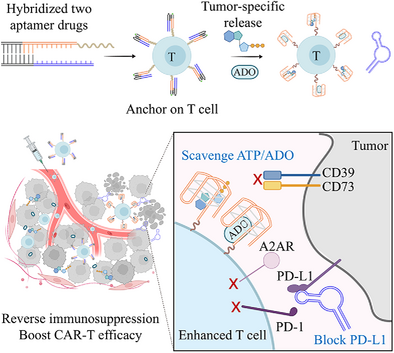 Hybridized two
aptamer drugs
Tumor-specific
release
T
ADO
T
Anchor on T cell
Reverse immunosuppression
Boost CAR-T efficacy
Tumor
Scavenge ATP/ADO
X
CD39
CD73
ADO
A2AR
X
PD-L1
X
PD-1
Enhanced T cell
Block PD-L1